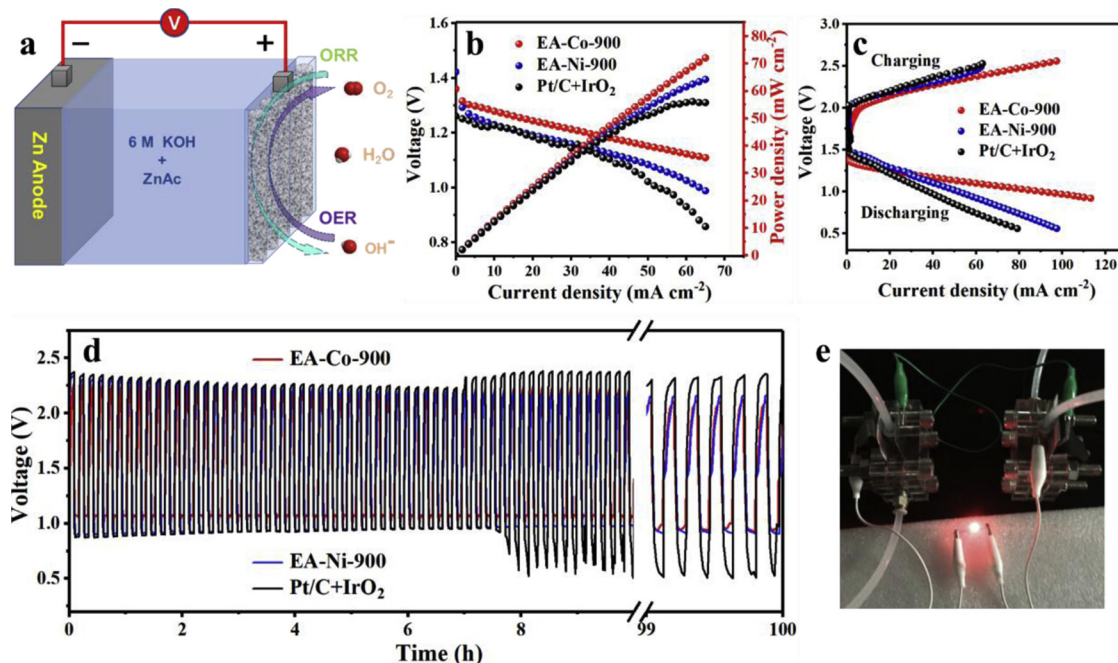 a
V
−
+
ORR
O₂
Zn Anode
6 M KOH
+
ZnAc
H₂O
OER
OH⁻
b
EA-Co-900
EA-Ni-900
Pt/C+IrO₂
Voltage (V)
1.6
1.4
1.2
1.0
0.8
Power density (mW cm⁻²)
80
70
60
50
40
30
20
10
0
0 10 20 30 40 50 60 70
Current density (mA cm⁻²)
c
Charging
EA-Co-900
EA-Ni-900
Pt/C+IrO₂
Discharging
Voltage (V)
3.0
2.5
2.0
1.5
1.0
0.5
0 20 40 60 80 100 120
Current density (mA cm⁻²)
d
EA-Co-900
EA-Ni-900
Pt/C+IrO₂
Voltage (V)
2.5
2.0
1.5
1.0
0.5
0 2 4 6 8 99 100
Time (h)
e